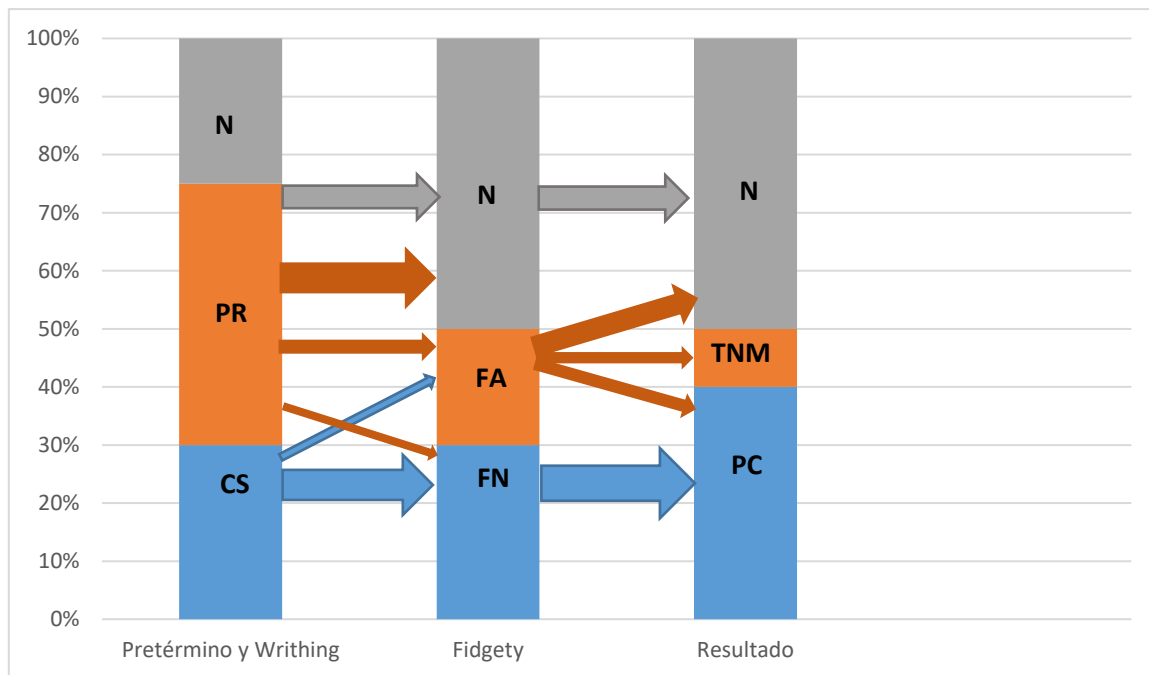 100%
90%
80%
70%
60%
50%
40%
30%
20%
10%
0%
N
PR
CS
N
FA
FN
N
TNM
PC
Pretérmino y Writhing
Fidgety
Resultado